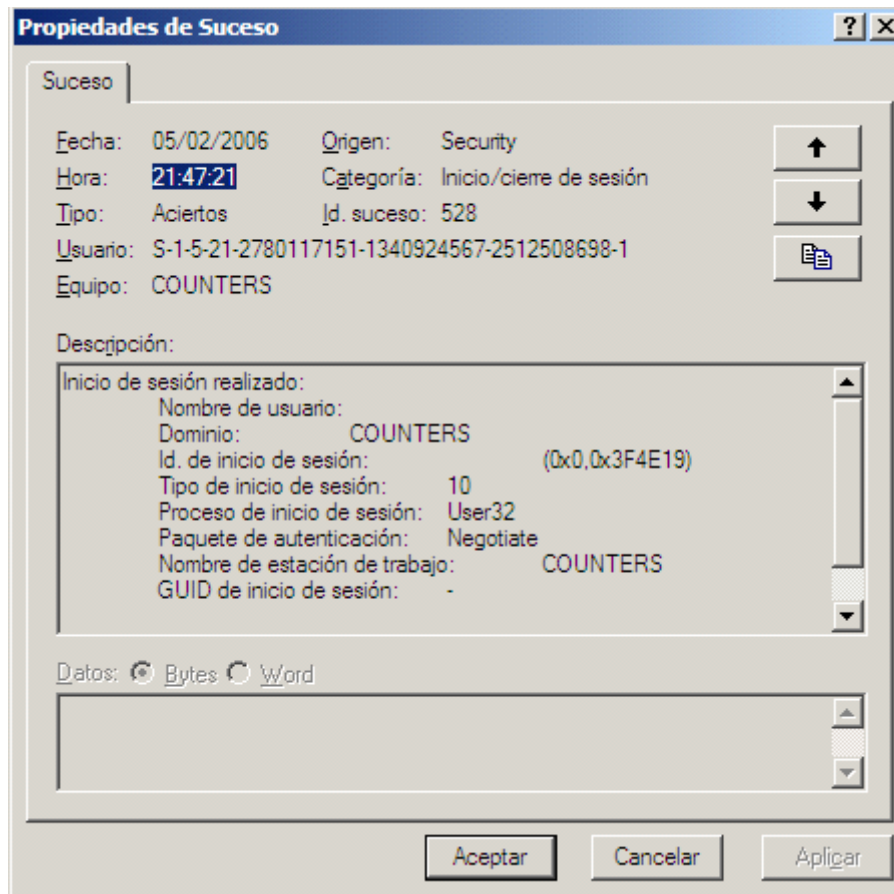 Propiedades de Suceso
Suceso
Fecha: 05/02/2006 Origen: Security
Hora: 21:47:21 Categoría: Inicio/cierre de sesión
Tipo: Aciertos Id. suceso: 528
Usuario: S-1-5-21-2780117151-1340924567-2512508698-1
Equipo: COUNTERS
Descripción:
Inicio de sesión realizado:
Nombre de usuario:
Dominio: COUNTERS
Id. de inicio de sesión: (0x0,0x3F4E19)
Tipo de inicio de sesión: 10
Proceso de inicio de sesión: User32
Paquete de autenticación: Negotiate
Nombre de estación de trabajo: COUNTERS
GUID de inicio de sesión: -
Datos: Bytes Word
Aceptar Cancelar Aplicar